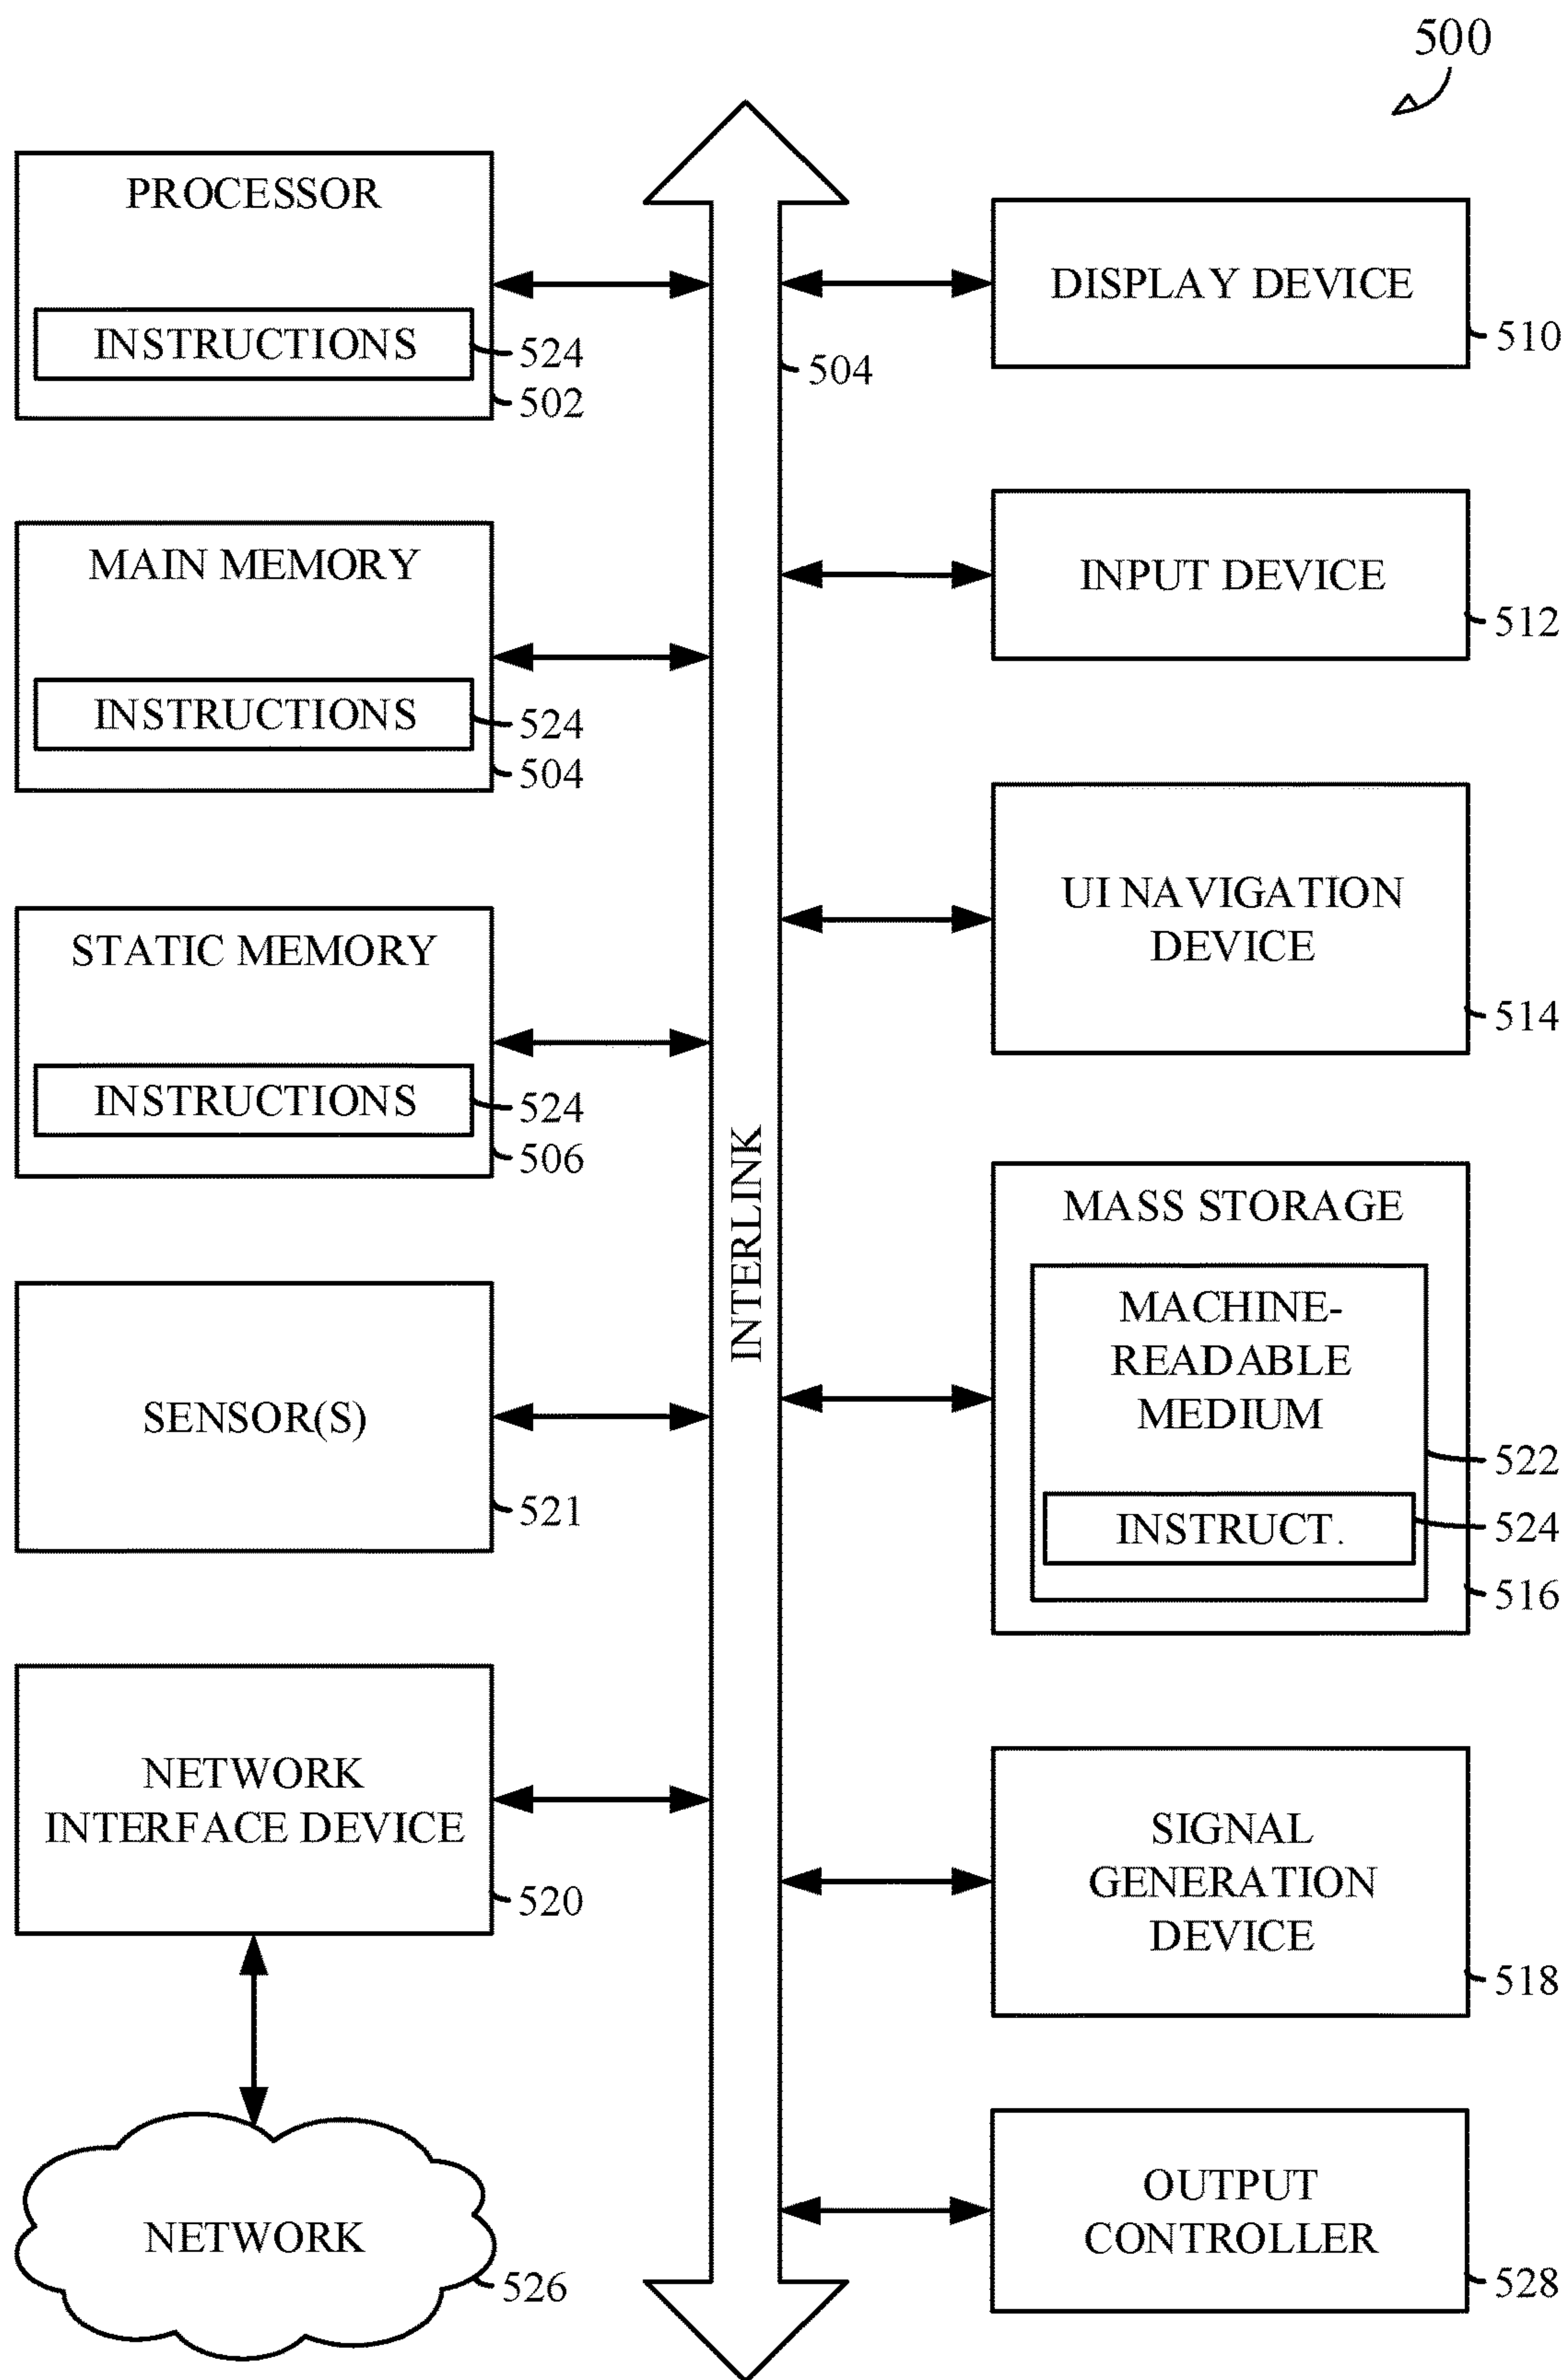 500
PROCESSOR
INSTRUCTIONS
524
502
MAIN MEMORY
INSTRUCTIONS
524
504
STATIC MEMORY
INSTRUCTIONS
524
506
SENSOR(S)
521
NETWORK
INTERFACE DEVICE
520
NETWORK
526
INTERLINK
504
DISPLAY DEVICE
510
INPUT DEVICE
512
UI NAVIGATION
DEVICE
514
MASS STORAGE
MACHINE-
READABLE
MEDIUM
522
INSTRUCT.
524
516
SIGNAL
GENERATION
DEVICE
518
OUTPUT
CONTROLLER
528